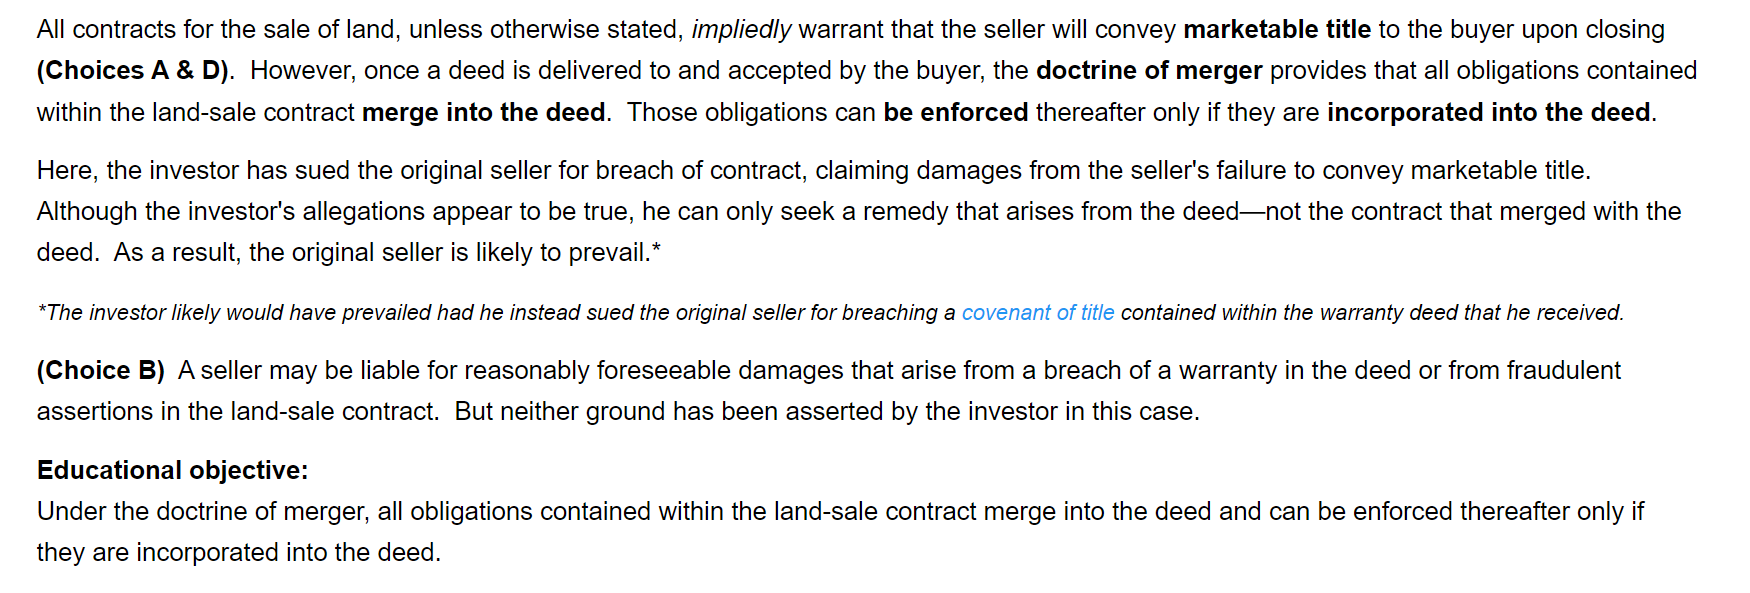 All contracts for the sale of land, unless otherwise stated, impliedly warrant that the seller will convey marketable title to the buyer upon closing
(Choices A & D).  However, once a deed is delivered to and accepted by the buyer, the doctrine of merger provides that all obligations contained
within the land-sale contract merge into the deed.  Those obligations can be enforced thereafter only if they are incorporated into the deed.
Here, the investor has sued the original seller for breach of contract, claiming damages from the seller's failure to convey marketable title.
Although the investor's allegations appear to be true, he can only seek a remedy that arises from the deed—not the contract that merged with the
deed.  As a result, the original seller is likely to prevail.*
*The investor likely would have prevailed had he instead sued the original seller for breaching a covenant of title contained within the warranty deed that he received.
(Choice B)  A seller may be liable for reasonably foreseeable damages that arise from a breach of a warranty in the deed or from fraudulent
assertions in the land-sale contract.  But neither ground has been asserted by the investor in this case.
Educational objective:
Under the doctrine of merger, all obligations contained within the land-sale contract merge into the deed and can be enforced thereafter only if
they are incorporated into the deed.